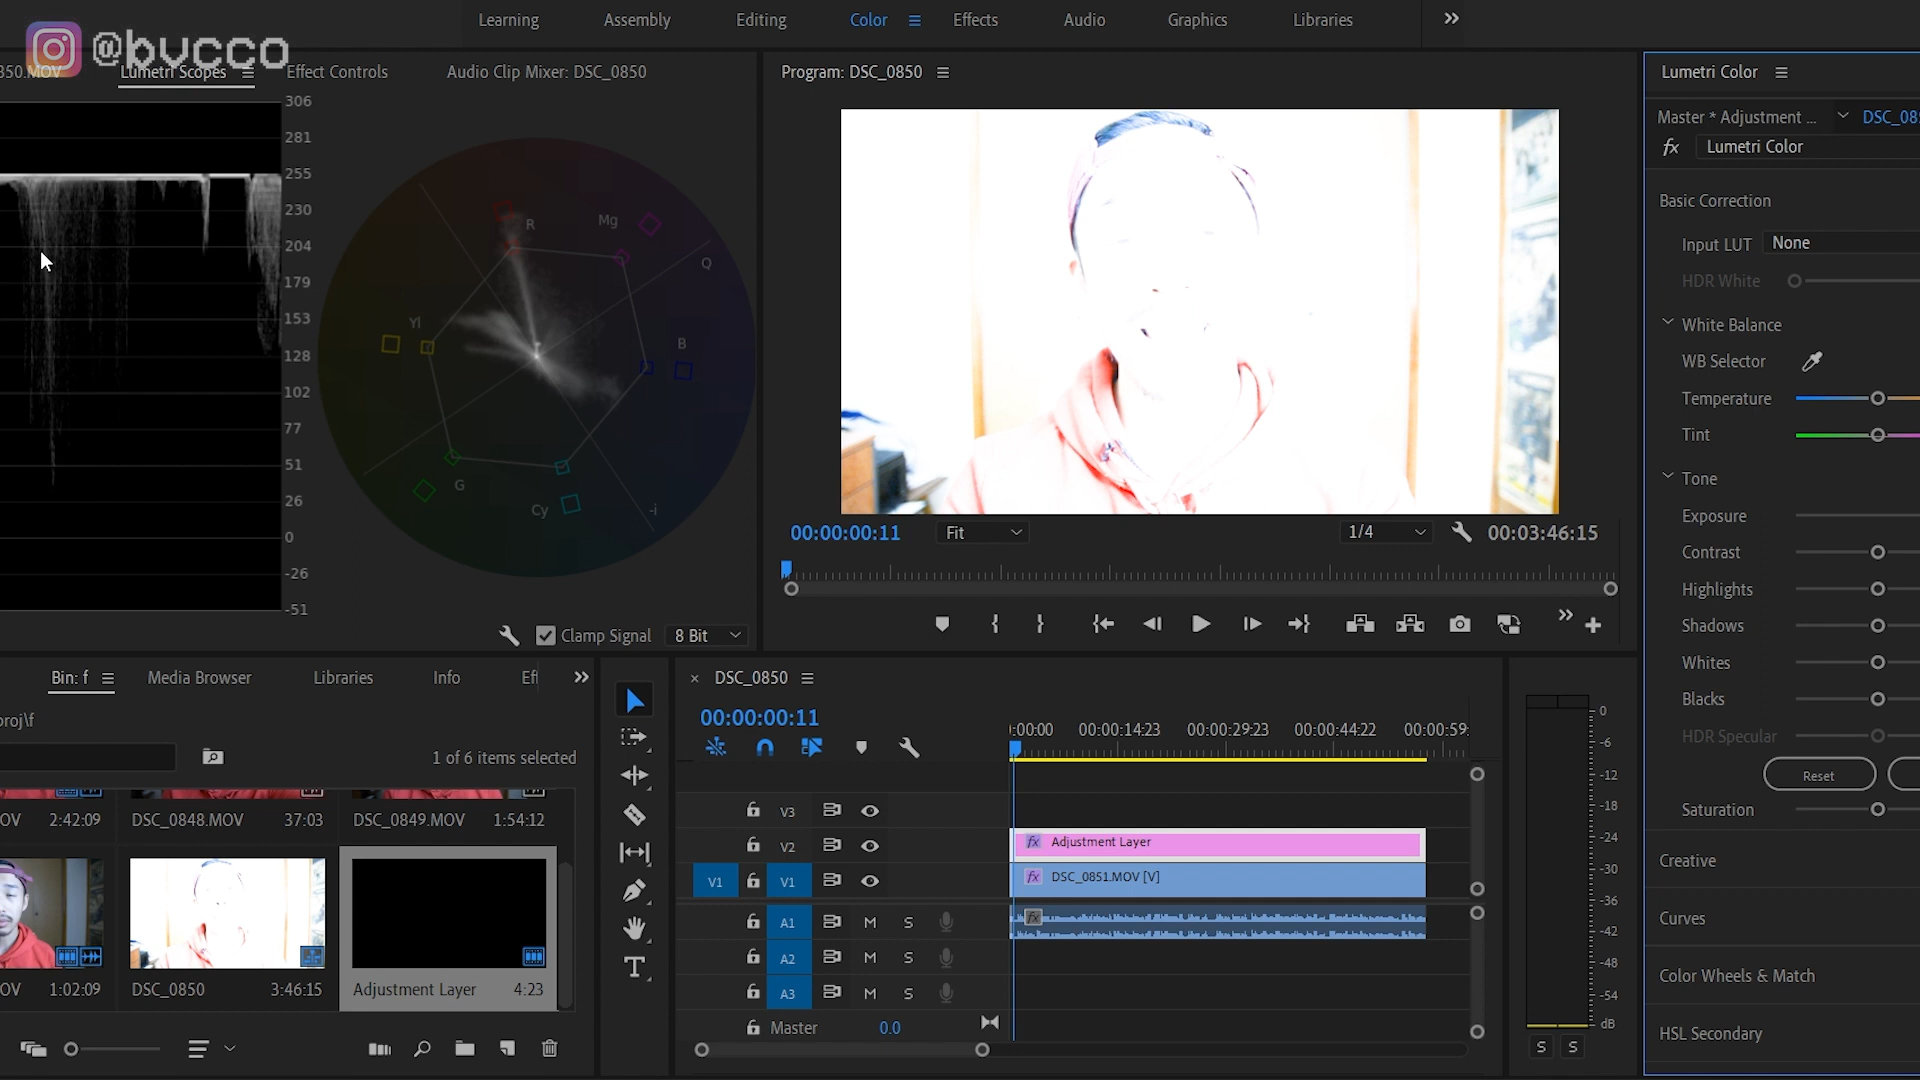 Learning Assembly Editing Color Effects Audio Graphics Libraries
@bvcco
850.MOV Lumetri Scopes Effect Controls Audio Clip Mixer: DSC_0850
Program: DSC_0850
Lumetri Color
306
281
255
230
204
179
153
128
102
77
51
26
0
-26
-51
R
Mg
Q
Yl
B
G
Cy
-i
Clamp Signal 8 Bit
00:00:00:11 Fit 1/4 00:03:46:15
Master * Adjustment ... DSC_085
fx Lumetri Color
Basic Correction
Input LUT None
HDR White
White Balance
WB Selector
Temperature
Tint
Tone
Exposure
Contrast
Highlights
Shadows
Whites
Blacks
HDR Specular
Reset
Saturation
Creative
Curves
Color Wheels & Match
HSL Secondary
Bin: f Media Browser Libraries Info Ef
proj\f
1 of 6 items selected
OV 2:42:09 DSC_0848.MOV 37:03 DSC_0849.MOV 1:54:12
OV 1:02:09 DSC_0850 3:46:15 Adjustment Layer 4:23
T
× DSC_0850
00:00:00:11
:00:00 00:00:14:23 00:00:29:23 00:00:44:22 00:00:59:
V3
V2 fx Adjustment Layer
V1 V1 fx DSC_0851.MOV [V]
A1 M S fx
A2 M S
A3 M S
Master 0.0
0
-6
-12
-18
-24
-30
-36
-42
-48
-54
dB
S S